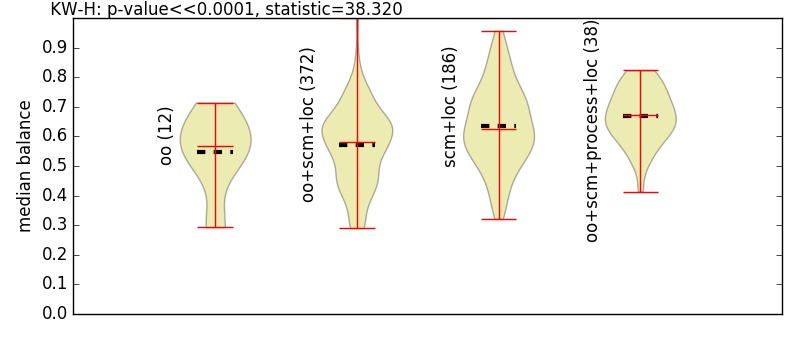 KW-H: p-value<<0.0001, statistic=38.320
median balance
0.9
0.8
0.7
0.6
0.5
0.4
0.3
0.2
0.1
0.0
oo (12)
oo+scm+loc (372)
scm+loc (186)
oo+scm+process+loc (38)